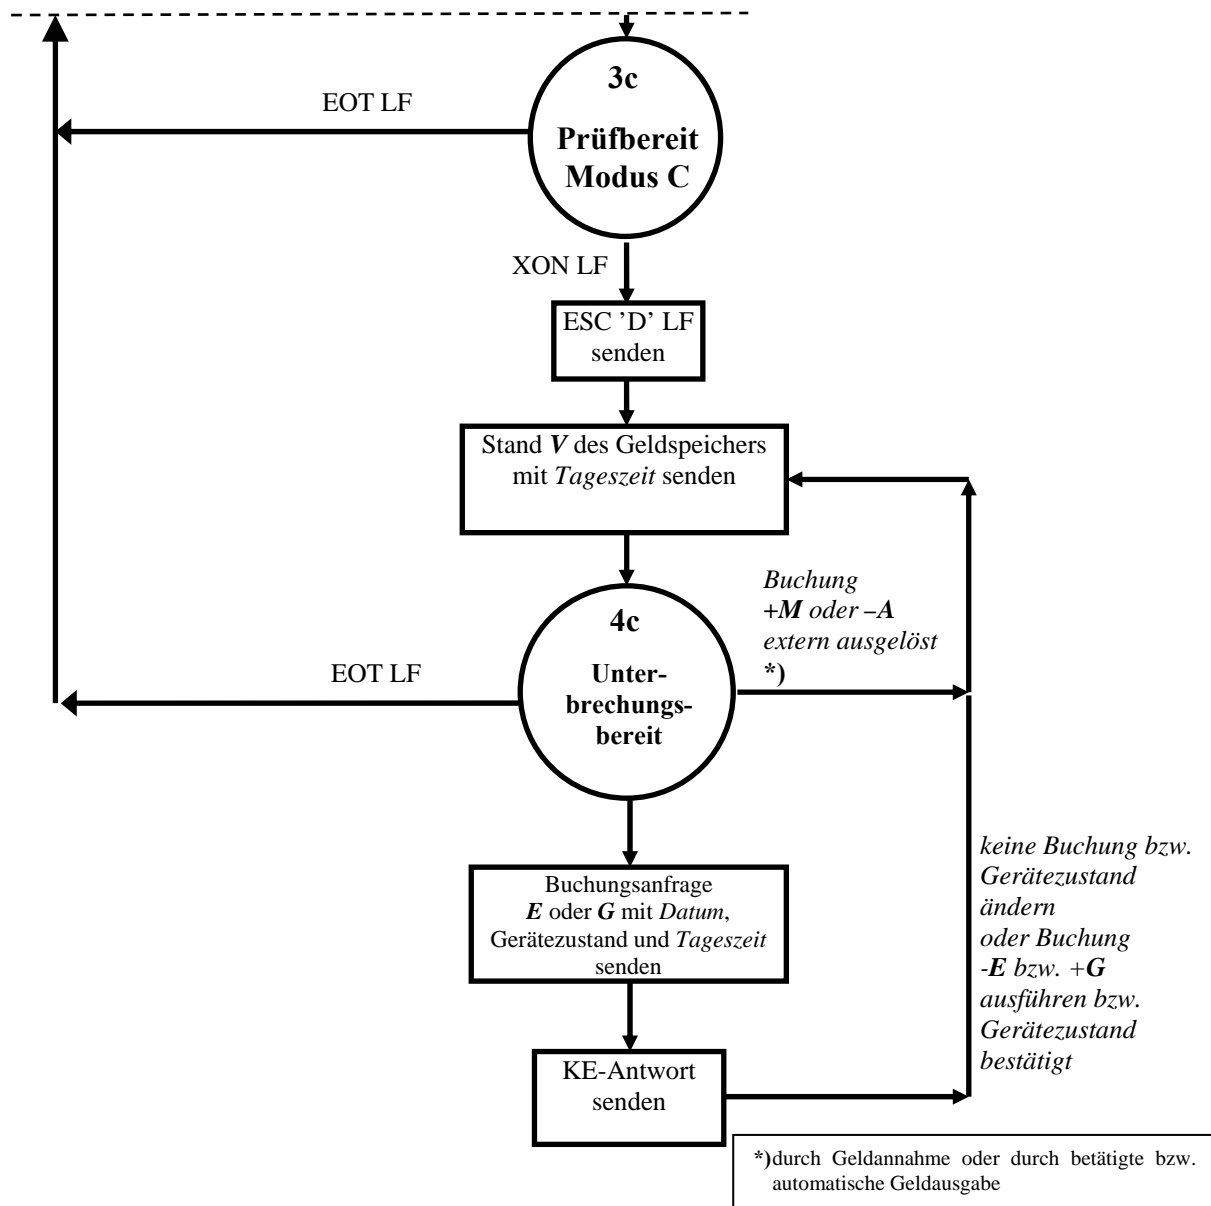 3c
Prüfbereit
Modus C
EOT LF
XON LF
ESC ’D’ LF
senden
Stand V des Geldspeichers
mit Tageszeit senden
Buchung
+M oder –A
extern ausgelöst
*)
4c
Unter-
brechungs-
bereit
EOT LF
Buchungsanfrage
E oder G mit Datum,
Gerätezustand und Tageszeit
senden
keine Buchung bzw.
Gerätezustand
ändern
oder Buchung
-E bzw. +G
ausführen bzw.
Gerätezustand
bestätigt
KE-Antwort
senden
*)durch Geldannahme oder durch betätigte bzw.
automatische Geldausgabe